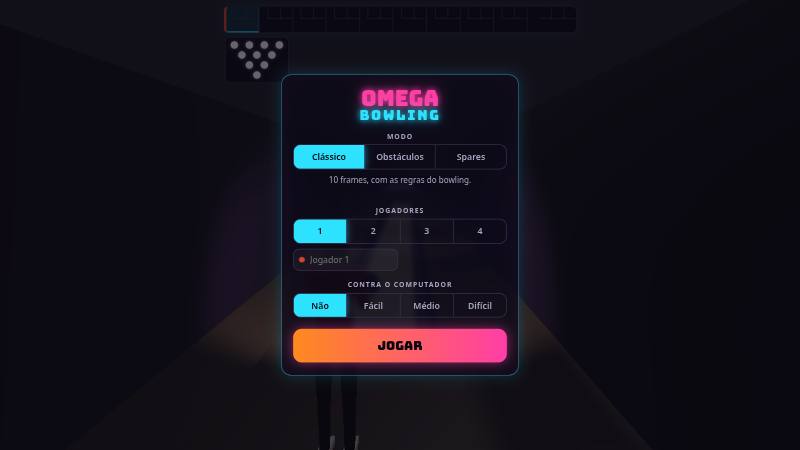 OMEGA
BOWLING
MODO
Clássico Obstáculos Spares
10 frames, com as regras do bowling.
JOGADORES
1 2 3 4
Jogador 1
CONTRA O COMPUTADOR
Não Fácil Médio Difícil
JOGAR